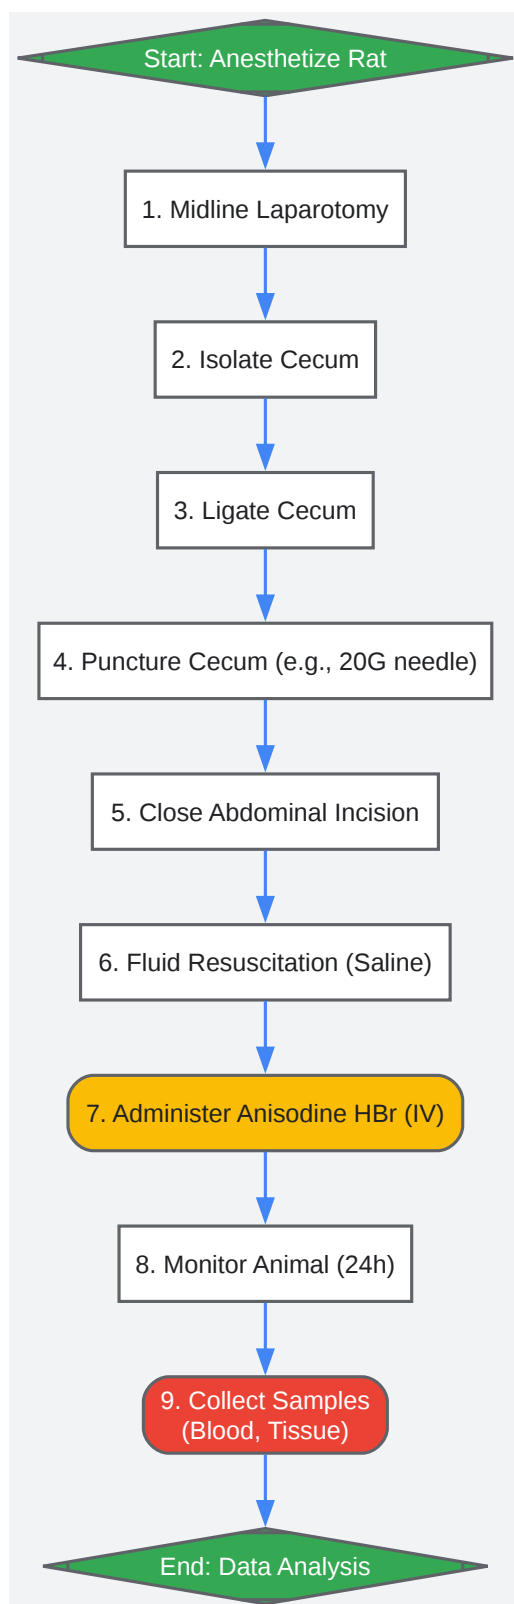 Start: Anesthetize Rat
1. Midline Laparotomy
2. Isolate Cecum
3. Ligate Cecum
4. Puncture Cecum (e.g., 20G needle)
5. Close Abdominal Incision
6. Fluid Resuscitation (Saline)
7. Administer Anisodine HBr (IV)
8. Monitor Animal (24h)
9. Collect Samples
(Blood, Tissue)
End: Data Analysis